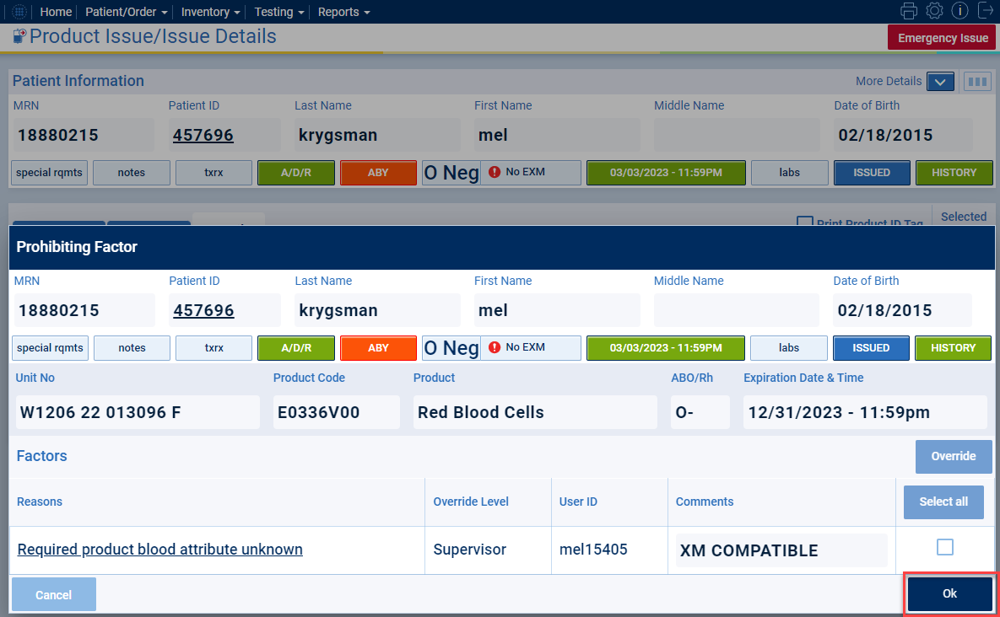 Home Patient/Order Inventory Testing Reports
Product Issue/Issue Details
Emergency Issue
Patient Information
More Details
MRN Patient ID Last Name First Name Middle Name Date of Birth
18880215 457696 krygsman mel 02/18/2015
special rqmts notes txrx A/D/R ABY O Neg No EXM 03/03/2023 - 11:59PM labs ISSUED HISTORY
Selected
Print Product ID Tag
Prohibiting Factor
MRN Patient ID Last Name First Name Middle Name Date of Birth
18880215 457696 krygsman mel 02/18/2015
special rqmts notes txrx A/D/R ABY O Neg No EXM 03/03/2023 - 11:59PM labs ISSUED HISTORY
Unit No Product Code Product ABO/Rh Expiration Date & Time
W1206 22 013096 F E0336V00 Red Blood Cells O- 12/31/2023 - 11:59pm
Factors
Override
Reasons Override Level User ID Comments Select all
Required product blood attribute unknown Supervisor mel15405 XM COMPATIBLE
Cancel Ok